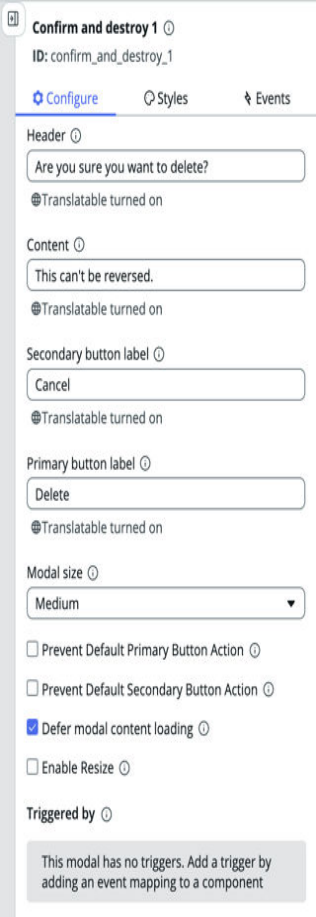 Confirm and destroy 1
ID: confirm_and_destroy_1
Configure Styles Events
Header
Are you sure you want to delete?
Translatable turned on
Content
This can't be reversed.
Translatable turned on
Secondary button label
Cancel
Translatable turned on
Primary button label
Delete
Translatable turned on
Modal size
Medium
Prevent Default Primary Button Action
Prevent Default Secondary Button Action
Defer modal content loading
Enable Resize
Triggered by
This modal has no triggers. Add a trigger by
adding an event mapping to a component